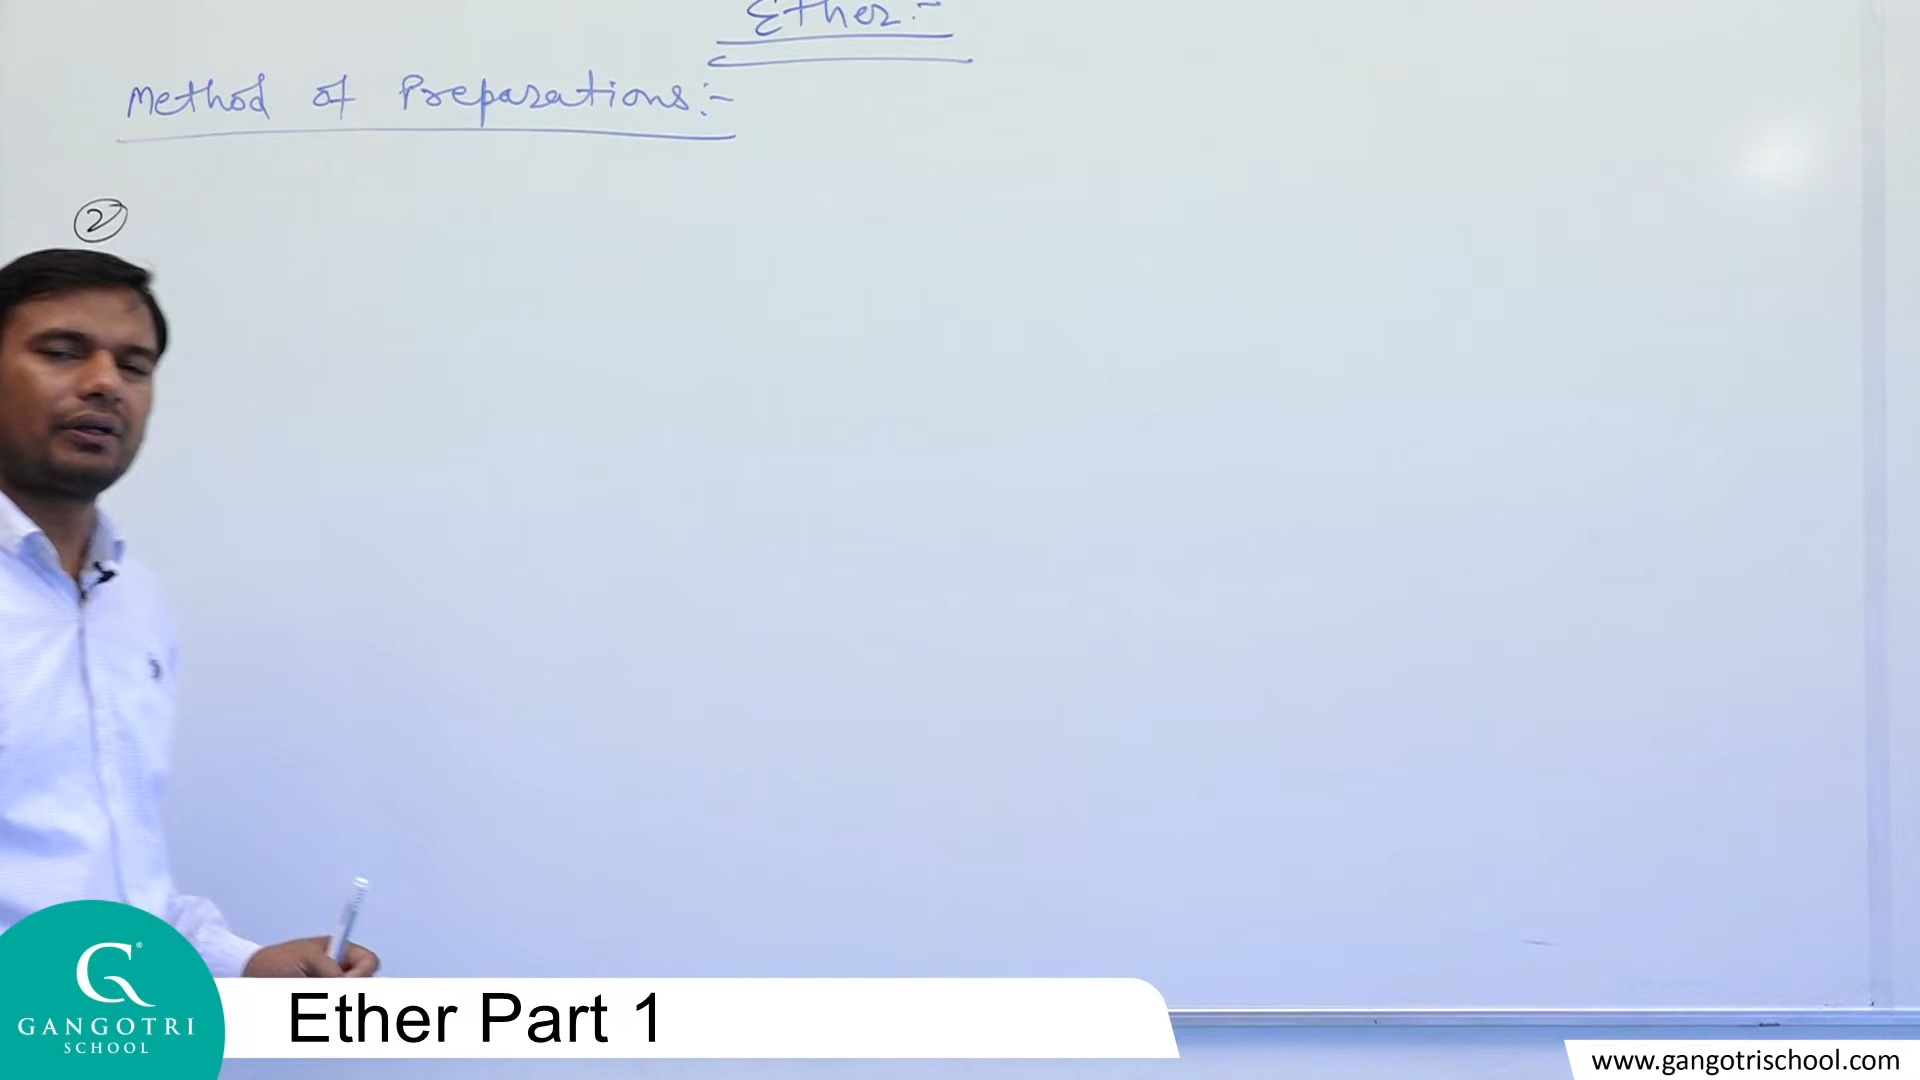 Ether:-
Method of Preparations:-
2
G®
GANGOTRI
SCHOOL
Ether Part 1
www.gangotrischool.com